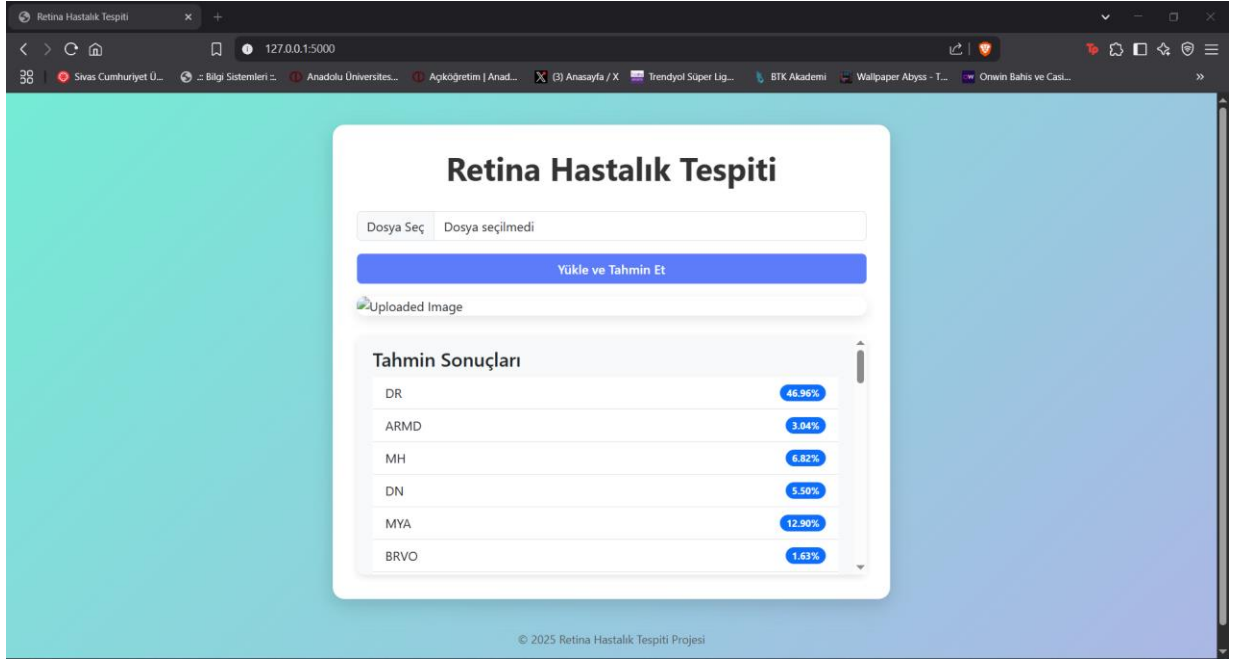 Retina Hastalık Tespiti
127.0.0.1:5000
Sivas Cumhuriyet Ü... .:: Bilgi Sistemleri ::. Anadolu Üniversites... Açıköğretim | Anad... (3) Anasayfa / X Trendyol Süper Lig... BTK Akademi Wallpaper Abyss - T... Onwin Bahis ve Casi...
Retina Hastalık Tespiti
Dosya Seç Dosya seçilmedi
Yükle ve Tahmin Et
Uploaded Image
Tahmin Sonuçları
DR 46.96%
ARMD 3.04%
MH 6.82%
DN 5.50%
MYA 12.90%
BRVO 1.63%
© 2025 Retina Hastalık Tespiti Projesi